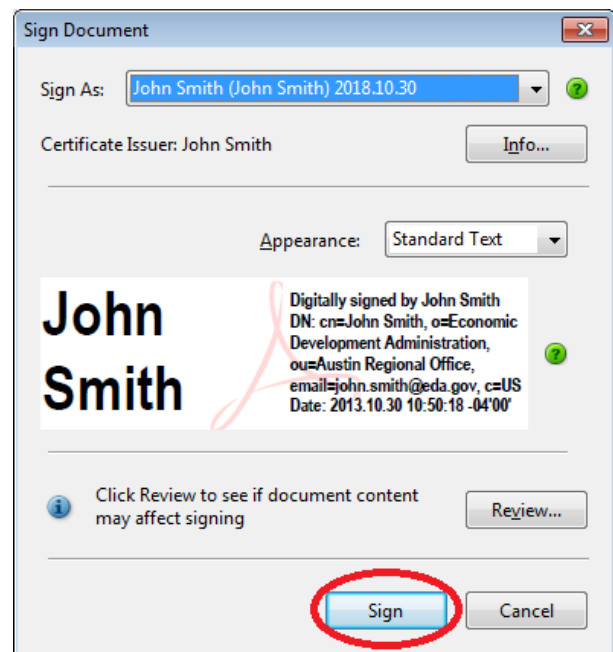 Sign Document
Sign As: John Smith (John Smith) 2018.10.30 ?
Certificate Issuer: John Smith Info...
Appearance: Standard Text
John
Smith
Digitally signed by John Smith
DN: cn=John Smith, o=Economic
Development Administration,
ou=Austin Regional Office,
email=john.smith@eda.gov, c=US
Date: 2013.10.30 10:50:18 -04'00'
?
Click Review to see if document content
may affect signing
Review...
Sign Cancel